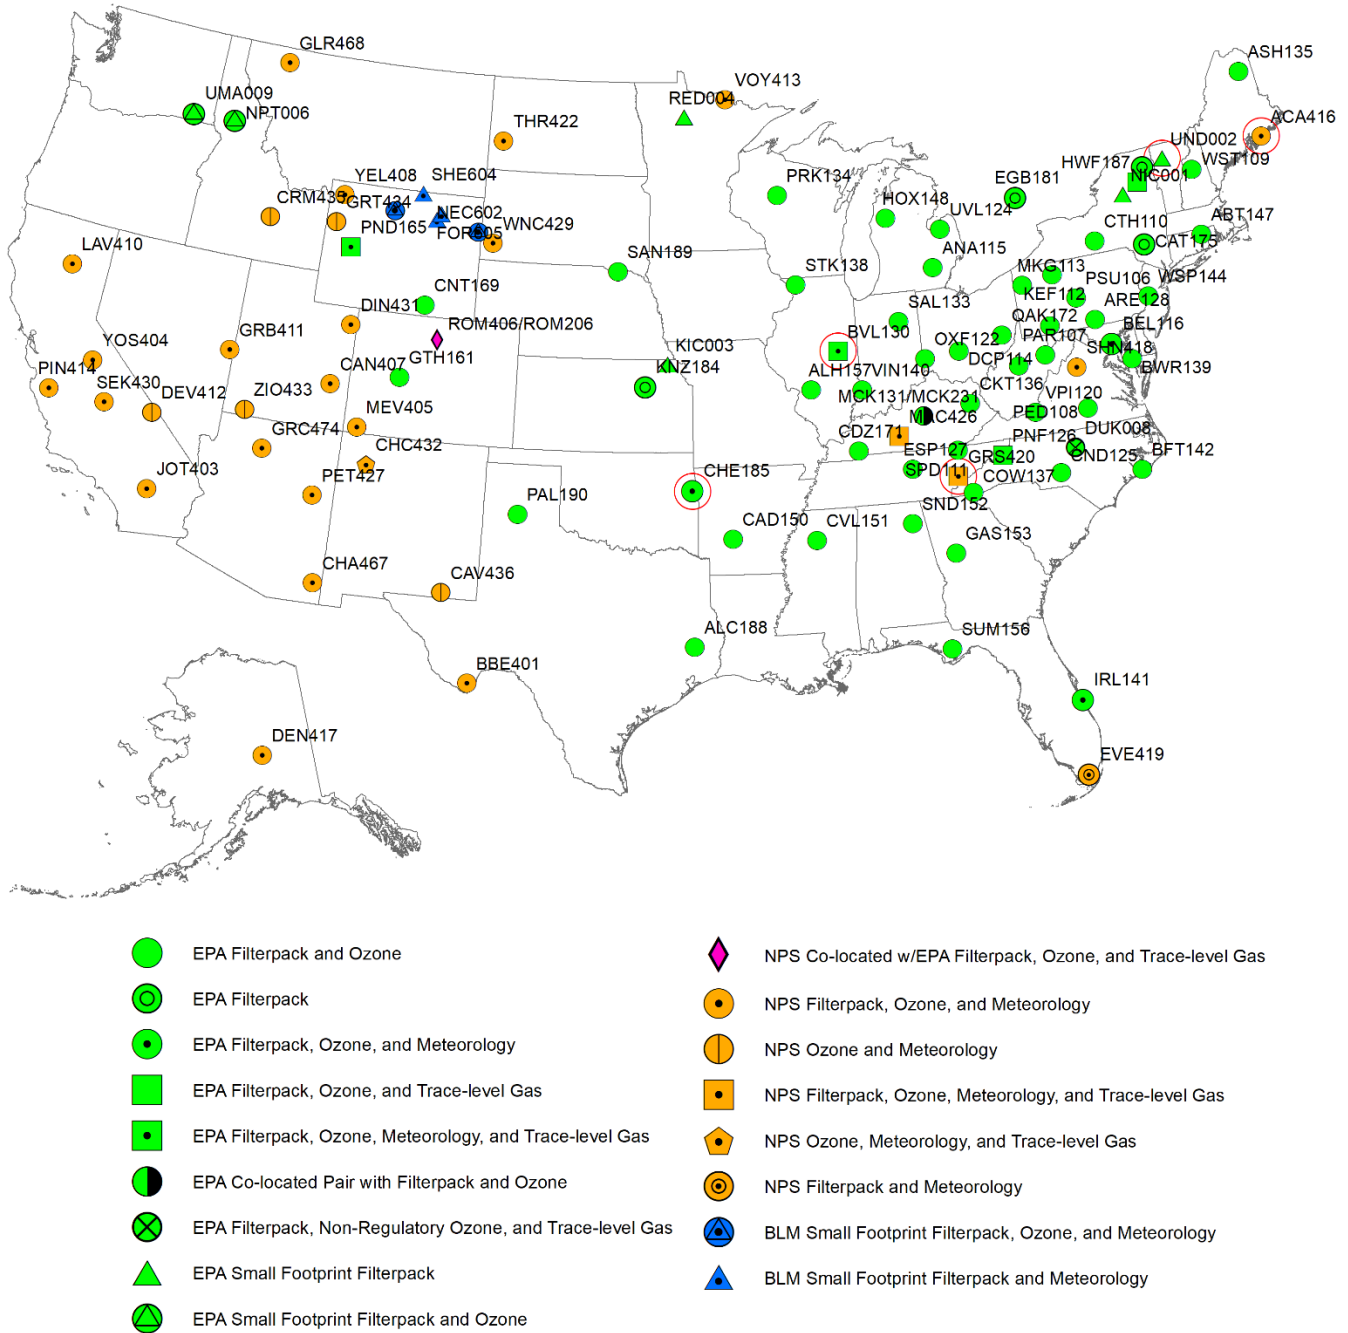 GLR468
ASH135
VOY413
UMA009
RED004
NPT006
THR422
ACA416
UND002
HWF187
WST109
YEL408
SHE604
PRK134
EGB181
NIC001
CRM435
GRT434
NEC602
HOX148
UVL124
PND165
FOR605
WNC429
CTH110
ABT147
LAV410
SAN189
ANA115
CAT175
STK138
MKG113
PSU106
WSP144
CNT169
KEF112
ARE128
DIN431
ROM406/ROM206
SAL133
QAK172
BEL116
GRB411
BVL130
OXF122
PAR107
YOS404
CAN407
GTH161
KIC003
DCP114
SHN418
PIN414
KNZ184
BWR139
SEK430
DEV412
ZIO433
ALH157
VIN140
CKT136
VPI120
MCK131/MCK231
MEV405
MAC426
PED108
DUK008
GRC474
CHC432
CDZ171
ESP127
PNF126
CND125
BFT142
JOT403
PET427
CHE185
SPD111
GRS420
COW137
PAL190
SND152
CAD150
CVL151
GAS153
CHA467
CAV436
ALC188
SUM156
BBE401
IRL141
DEN417
EVE419
EPA Filterpack and Ozone
EPA Filterpack
EPA Filterpack, Ozone, and Meteorology
EPA Filterpack, Ozone, and Trace-level Gas
EPA Filterpack, Ozone, Meteorology, and Trace-level Gas
EPA Co-located Pair with Filterpack and Ozone
EPA Filterpack, Non-Regulatory Ozone, and Trace-level Gas
EPA Small Footprint Filterpack
EPA Small Footprint Filterpack and Ozone
NPS Co-located w/EPA Filterpack, Ozone, and Trace-level Gas
NPS Filterpack, Ozone, and Meteorology
NPS Ozone and Meteorology
NPS Filterpack, Ozone, Meteorology, and Trace-level Gas
NPS Ozone, Meteorology, and Trace-level Gas
NPS Filterpack and Meteorology
BLM Small Footprint Filterpack, Ozone, and Meteorology
BLM Small Footprint Filterpack and Meteorology